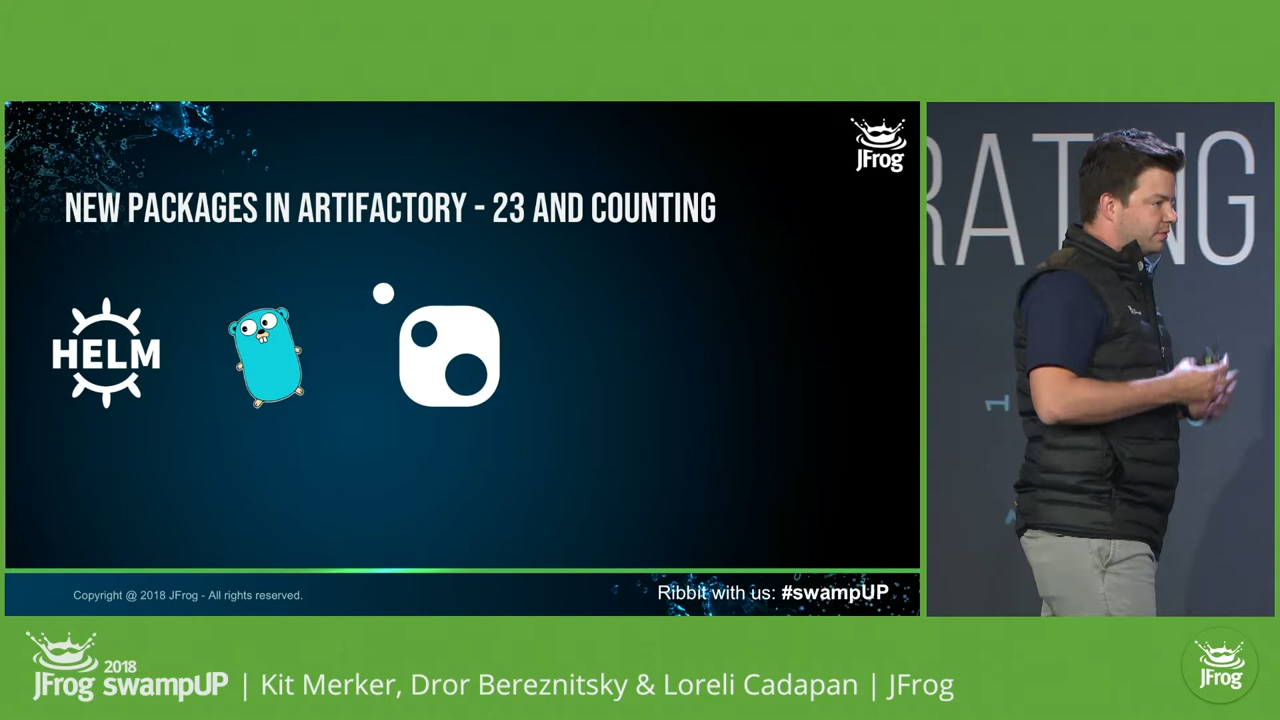 JFrog
NEW PACKAGES IN ARTIFACTORY - 23 AND COUNTING
HELM
Copyright @ 2018 JFrog - All rights reserved.
Ribbit with us: #swampUP
RATING
1
2018
JFrog swampUP | Kit Merker, Dror Bereznitsky & Loreli Cadapan | JFrog
JFrog